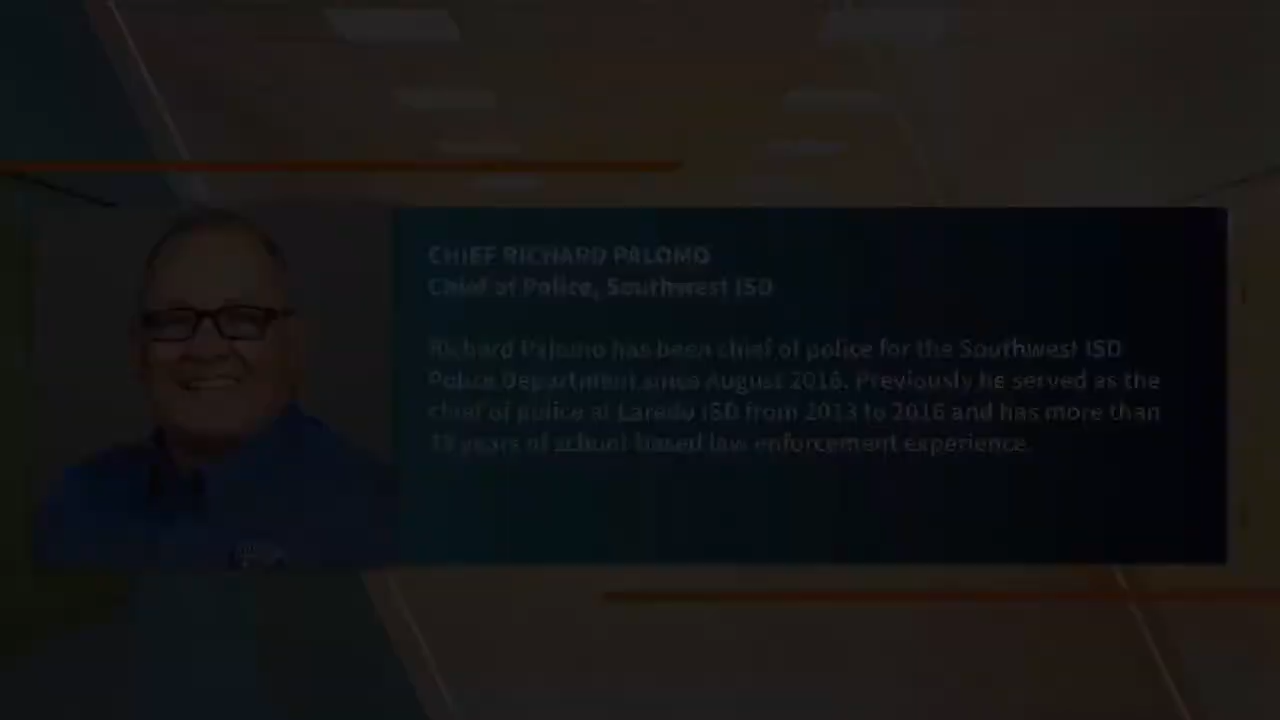 CHIEF RICHARD PALOMO
Chief of Police, Southwest ISD
Richard Palomo has been chief of police for the Southwest ISD
Police Department since August 2016. Previously he served as the
chief of police at Laredo ISD from 2013 to 2016 and has more than
years of school-based law enforcement experience.